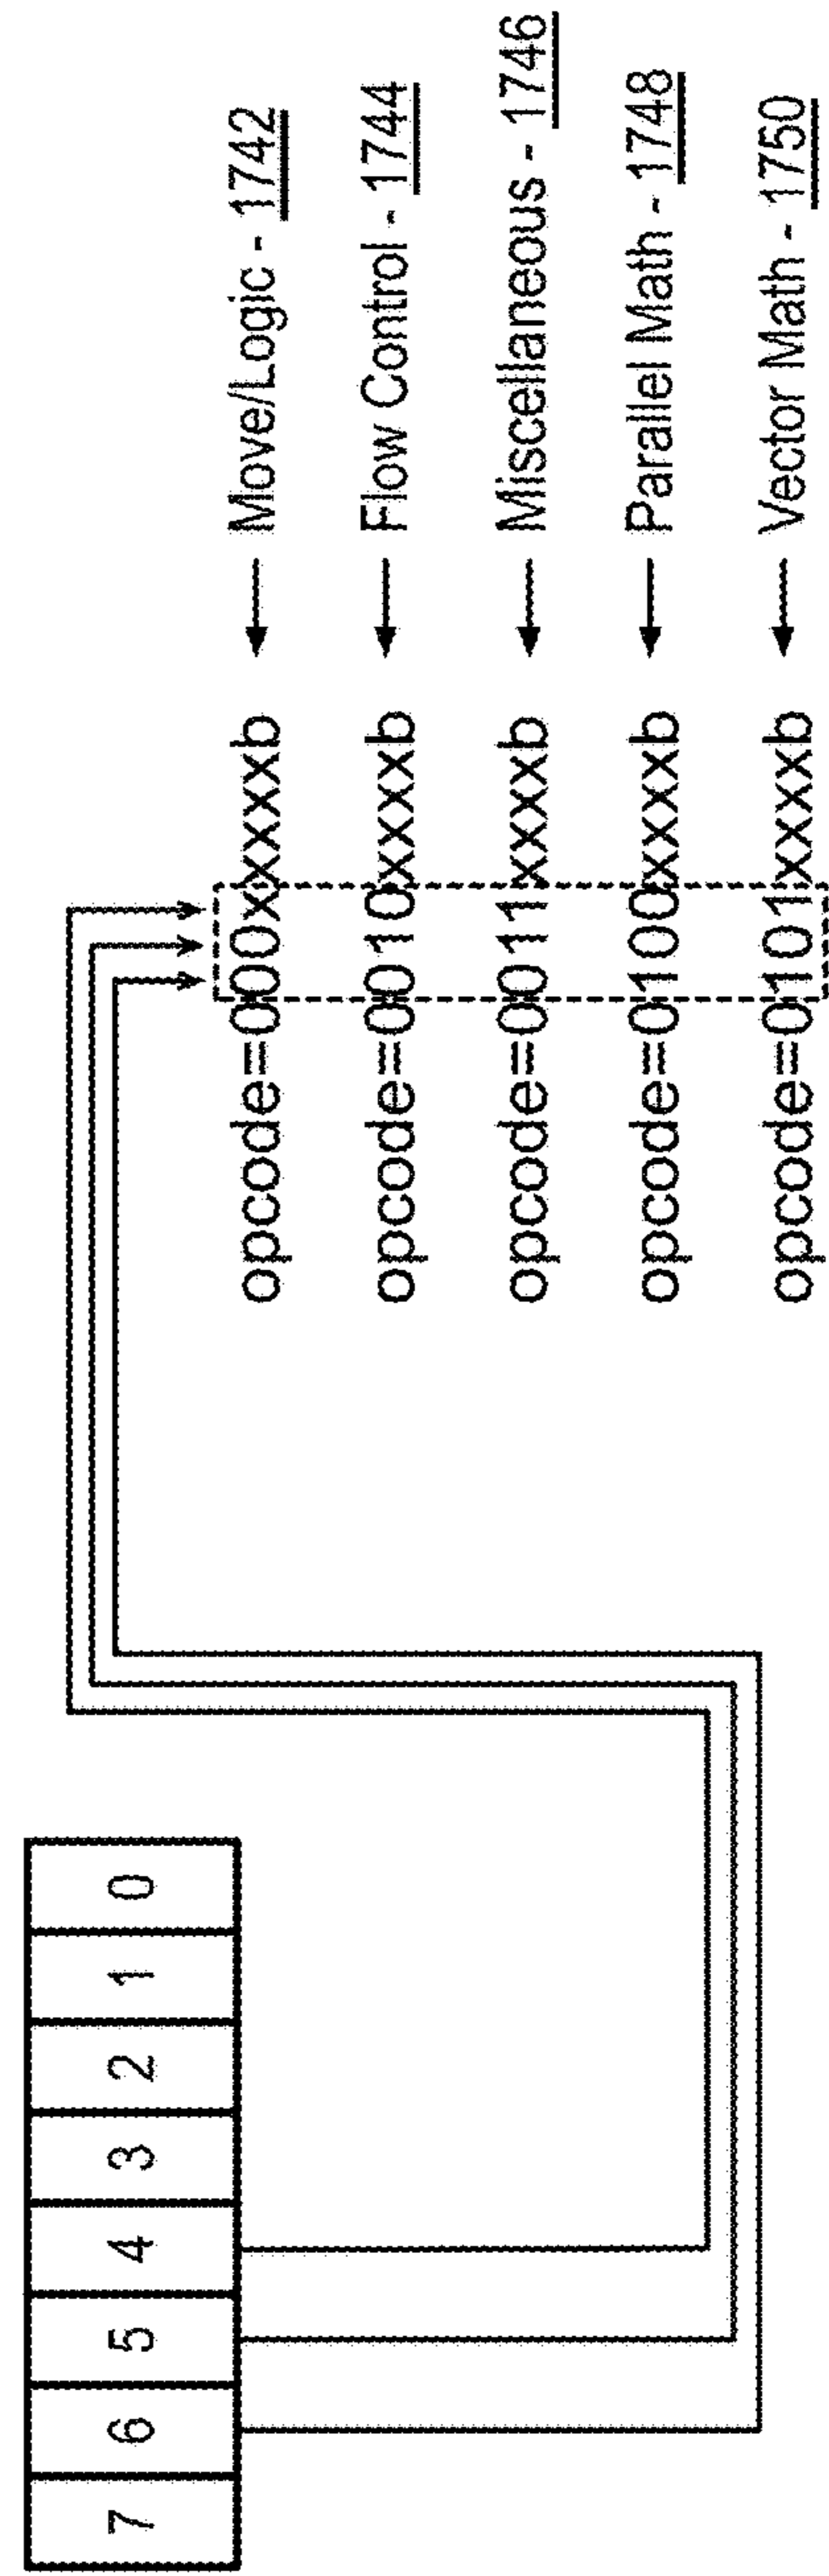 7 6 5 4 3 2 1 0
opcode=000xxxxxb ← Move/Logic - 1742
opcode=0010xxxxb ← Flow Control - 1744
opcode=0011xxxxb ← Miscellaneous - 1746
opcode=0100xxxxb ← Parallel Math - 1748
opcode=0101xxxxb ← Vector Math - 1750